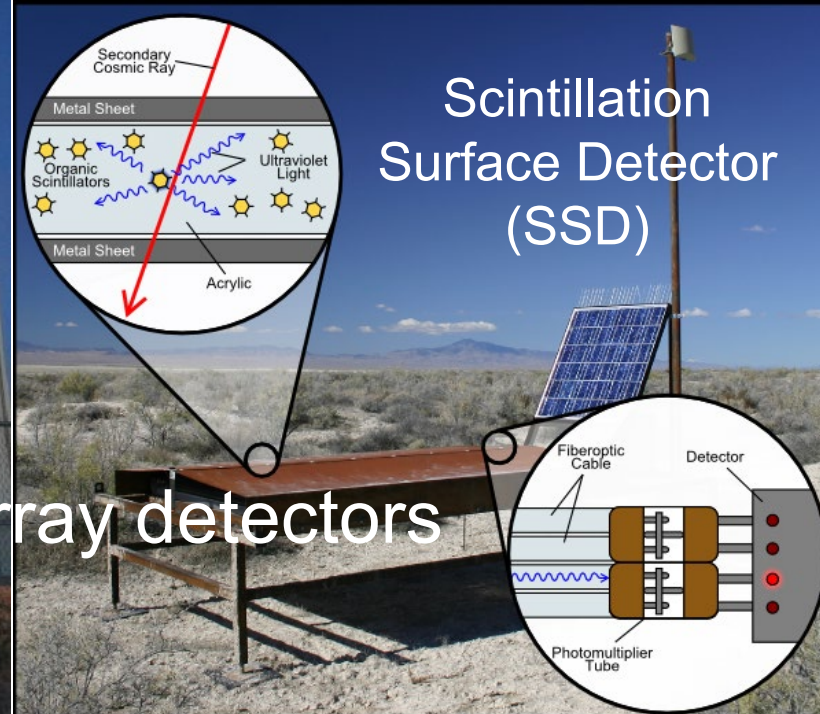 Secondary
Cosmic Ray
Metal Sheet
Organic
Scintillators
Ultraviolet
Light
Metal Sheet
Acrylic
Scintillation
Surface Detector
(SSD)
detectors
Fiberoptic
Cable
Detector
Photomultiplier
Tube